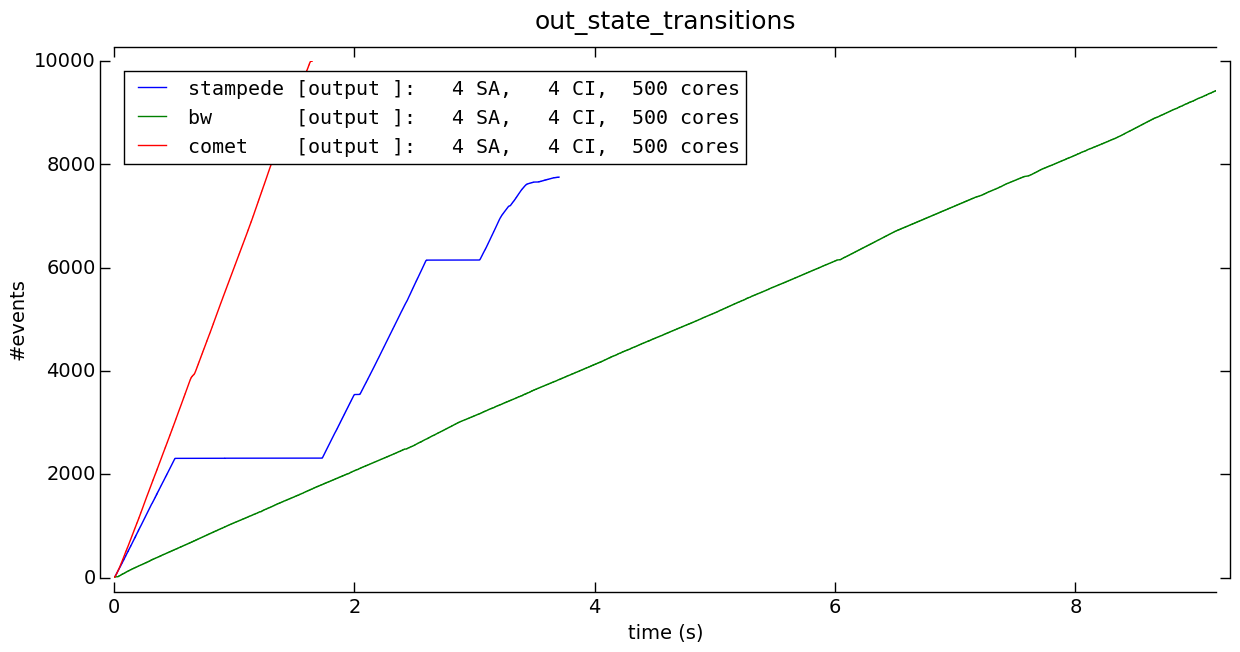 out_state_transitions
10000
8000
6000
4000
2000
0
#events
stampede [output ]:   4 SA,   4 CI,  500 cores
bw       [output ]:   4 SA,   4 CI,  500 cores
comet    [output ]:   4 SA,   4 CI,  500 cores
0 2 4 6 8
time (s)